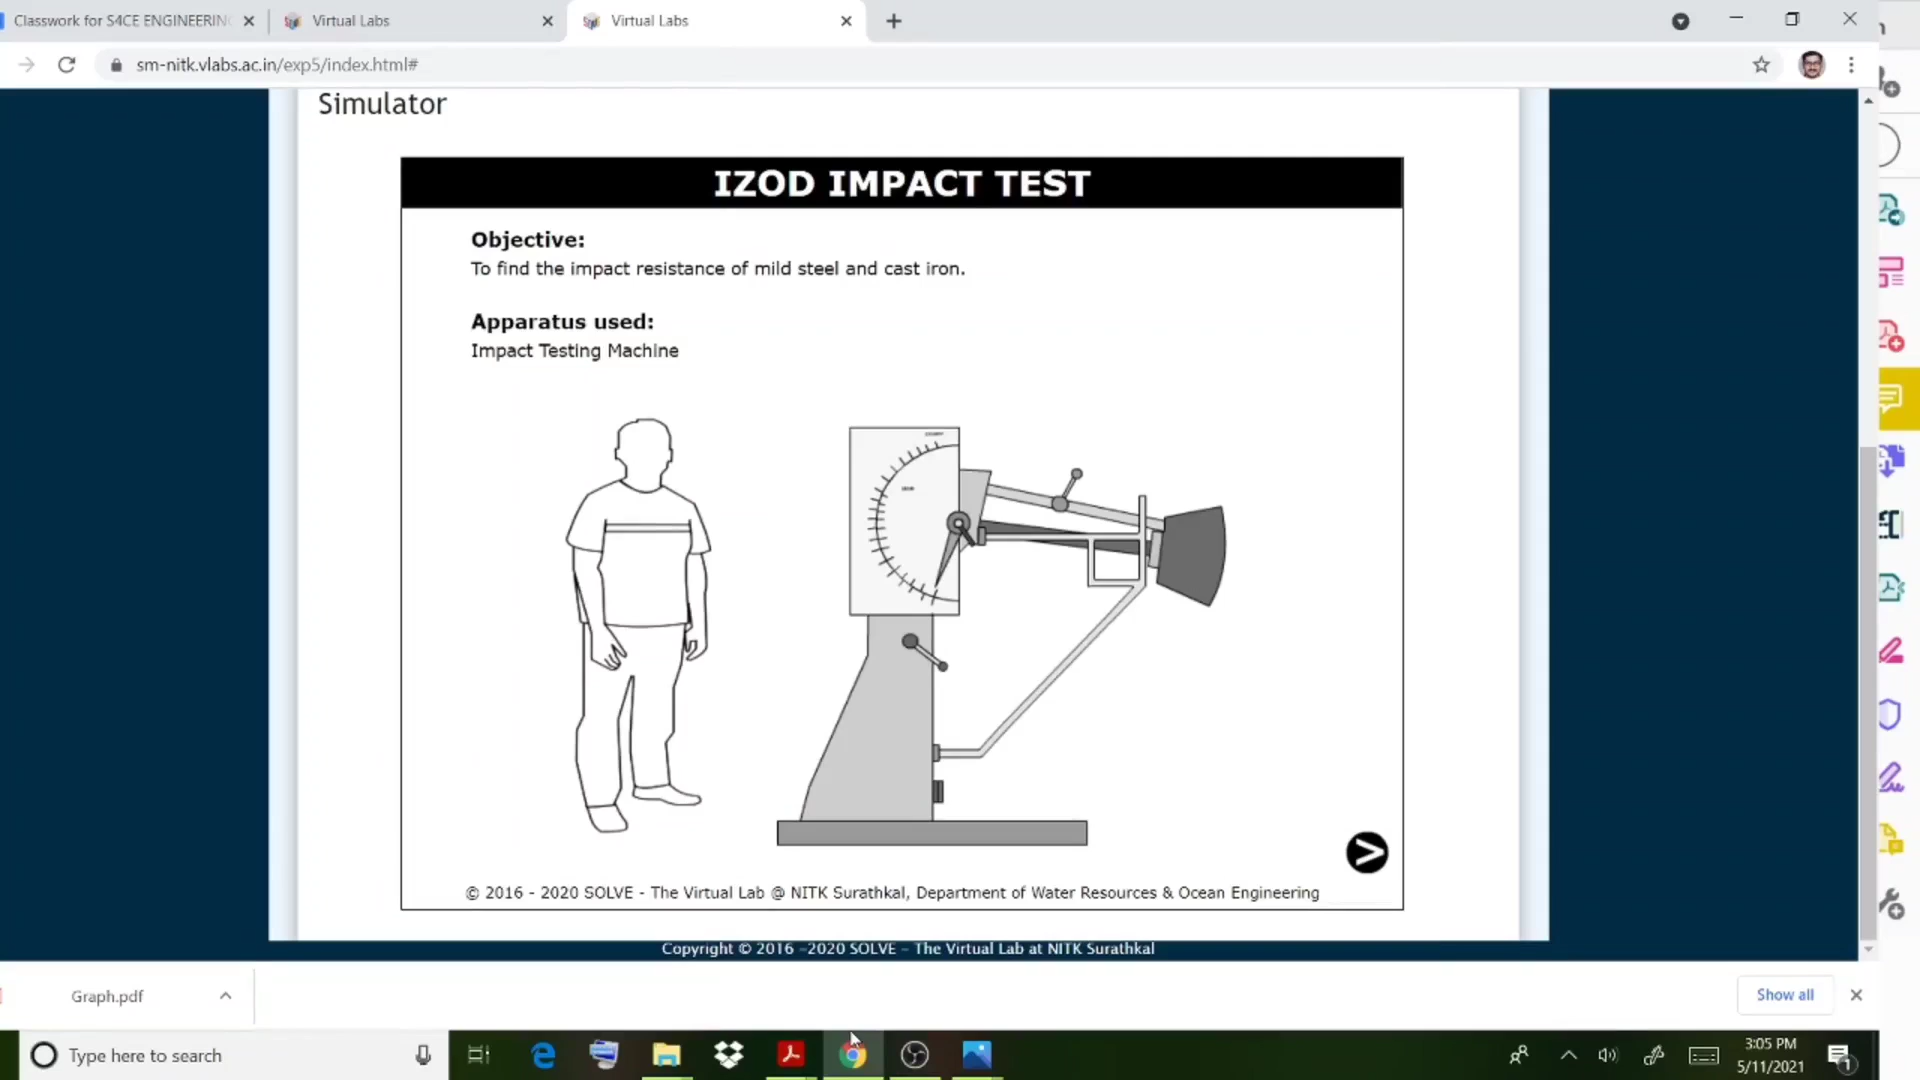 Classwork for S4CE ENGINEERIN
Virtual Labs
Virtual Labs
sm-nitk.vlabs.ac.in/exp5/index.html#
Simulator
IZOD IMPACT TEST
Objective:
To find the impact resistance of mild steel and cast iron.
Apparatus used:
Impact Testing Machine
>
© 2016 - 2020 SOLVE - The Virtual Lab @ NITK Surathkal, Department of Water Resources & Ocean Engineering
Copyright © 2016 –2020 SOLVE – The Virtual Lab at NITK Surathkal
Graph.pdf
Show all
Type here to search
3:05 PM
5/11/2021
1